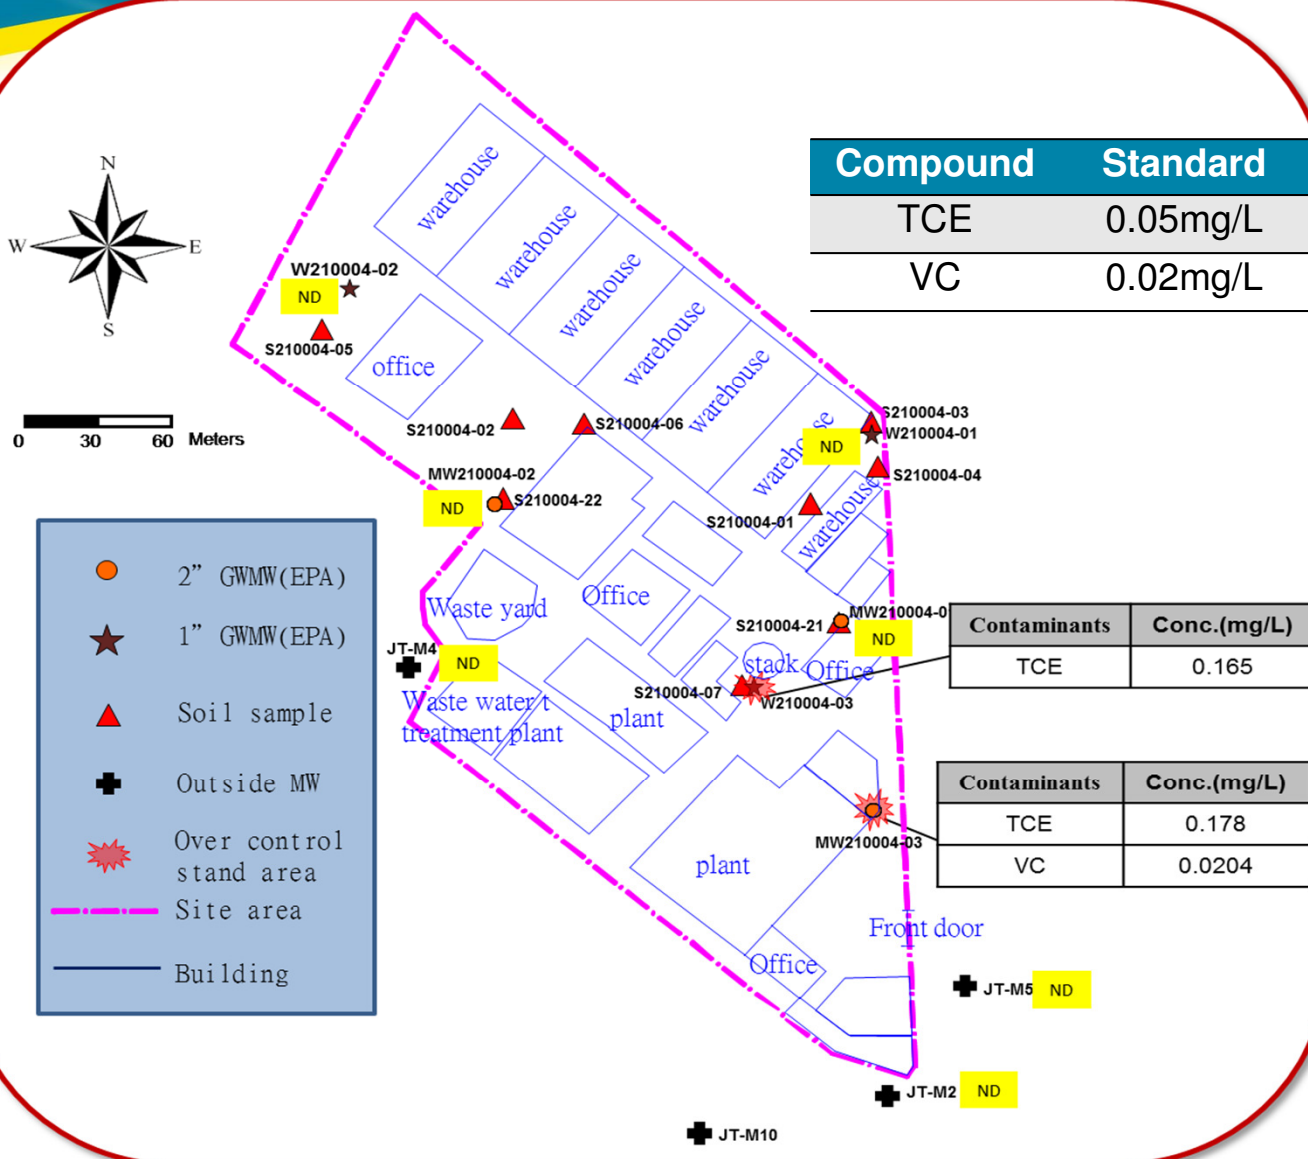 Compound Standard
TCE 0.05mg/L
VC 0.02mg/L
N
W E
S
0 30 60 Meters
W210004-02
ND
S210004-05
office
warehouse
warehouse
warehouse
warehouse
warehouse
warehouse
warehouse
S210004-02
S210004-06
S210004-03
W210004-01
ND
S210004-04
S210004-01
MW210004-02
ND
S210004-22
2" GWMW(EPA)
1" GWMW(EPA)
Soil sample
Outside MW
Over control
stand area
Site area
Building
Waste yard
Office
JT-M4
ND
Waste water t
treatment plant
plant
S210004-21
MW210004-0
ND
stack
Office
S210004-07
W210004-03
Contaminants Conc.(mg/L)
TCE 0.165
Contaminants Conc.(mg/L)
TCE 0.178
VC 0.0204
MW210004-03
plant
Front door
Office
JT-M5
ND
JT-M2
ND
JT-M10